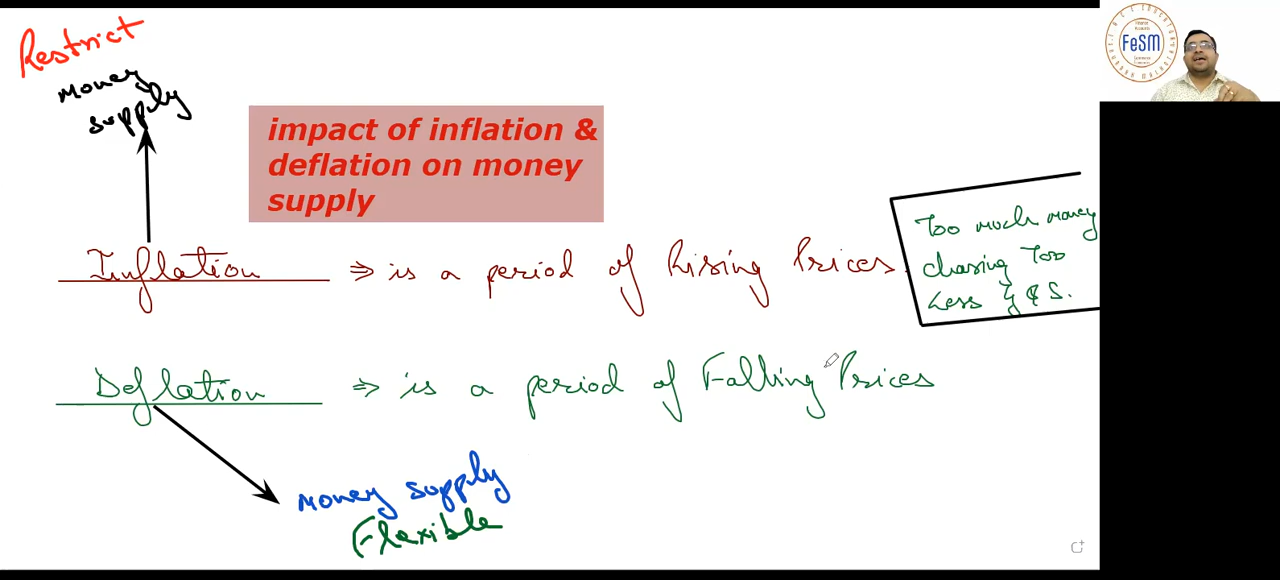 Restrict
money
supply
impact of inflation &
deflation on money
supply
Inflation ⇒ is a period of Rising Prices.
Too much money
chasing Too
Less G & S.
Deflation ⇒ is a period of Falling Prices
money supply
Flexible
FeSM